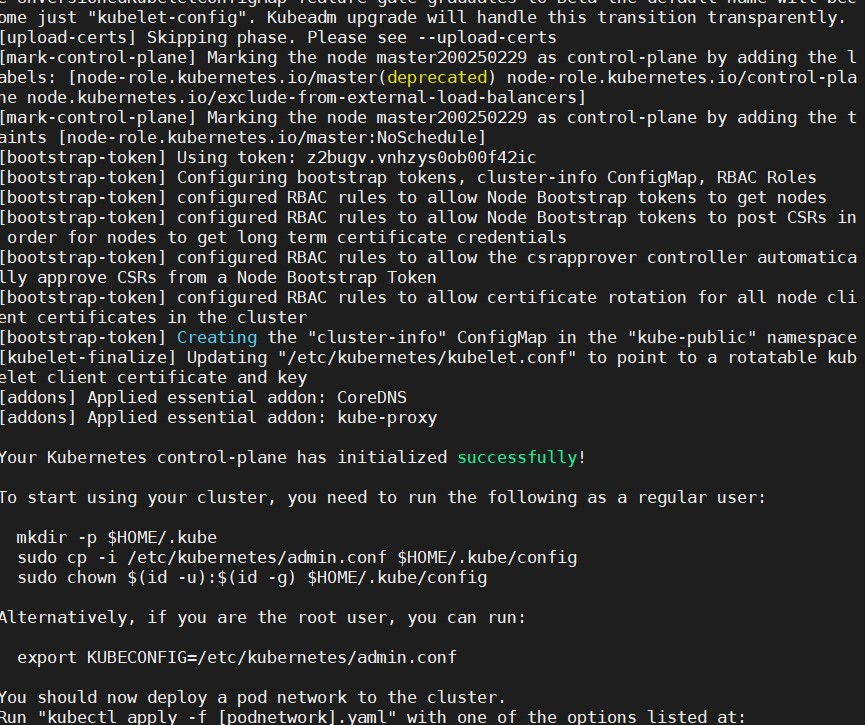 ome just "kubelet-config". Kubeadm upgrade will handle this transition transparently.
[upload-certs] Skipping phase. Please see --upload-certs
[mark-control-plane] Marking the node master200250229 as control-plane by adding the l
abels: [node-role.kubernetes.io/master(deprecated) node-role.kubernetes.io/control-pla
ne node.kubernetes.io/exclude-from-external-load-balancers]
[mark-control-plane] Marking the node master200250229 as control-plane by adding the t
aints [node-role.kubernetes.io/master:NoSchedule]
[bootstrap-token] Using token: z2bugv.vnhzys0ob00f42ic
[bootstrap-token] Configuring bootstrap tokens, cluster-info ConfigMap, RBAC Roles
[bootstrap-token] configured RBAC rules to allow Node Bootstrap tokens to get nodes
[bootstrap-token] configured RBAC rules to allow Node Bootstrap tokens to post CSRs in
 order for nodes to get long term certificate credentials
[bootstrap-token] configured RBAC rules to allow the csrapprover controller automatica
lly approve CSRs from a Node Bootstrap Token
[bootstrap-token] configured RBAC rules to allow certificate rotation for all node cli
ent certificates in the cluster
[bootstrap-token] Creating the "cluster-info" ConfigMap in the "kube-public" namespace
[kubelet-finalize] Updating "/etc/kubernetes/kubelet.conf" to point to a rotatable kub
elet client certificate and key
[addons] Applied essential addon: CoreDNS
[addons] Applied essential addon: kube-proxy

Your Kubernetes control-plane has initialized successfully!

To start using your cluster, you need to run the following as a regular user:

  mkdir -p $HOME/.kube
  sudo cp -i /etc/kubernetes/admin.conf $HOME/.kube/config
  sudo chown $(id -u):$(id -g) $HOME/.kube/config

Alternatively, if you are the root user, you can run:

  export KUBECONFIG=/etc/kubernetes/admin.conf

You should now deploy a pod network to the cluster.
Run "kubectl apply -f [podnetwork].yaml" with one of the options listed at: